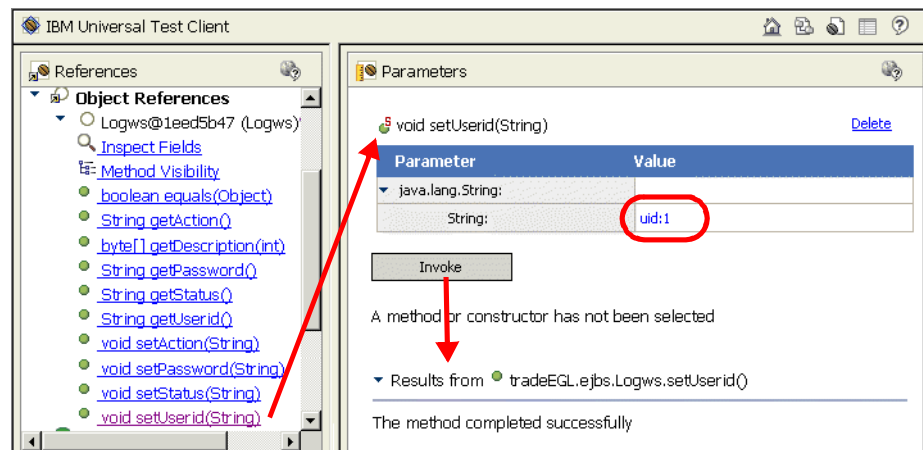 IBM Universal Test Client
References
Object References
Logws@1eed5b47 (Logws)
Inspect Fields
Method Visibility
boolean equals(Object)
String getAction()
byte[] getDescription(int)
String getPassword()
String getStatus()
String getUserid()
void setAction(String)
void setPassword(String)
void setStatus(String)
void setUserid(String)
Parameters
void setUserid(String)
Delete
Parameter Value
java.lang.String:
String: uid:1
Invoke
A method or constructor has not been selected
Results from tradeEGL.ejbs.Logws.setUserid()
The method completed successfully